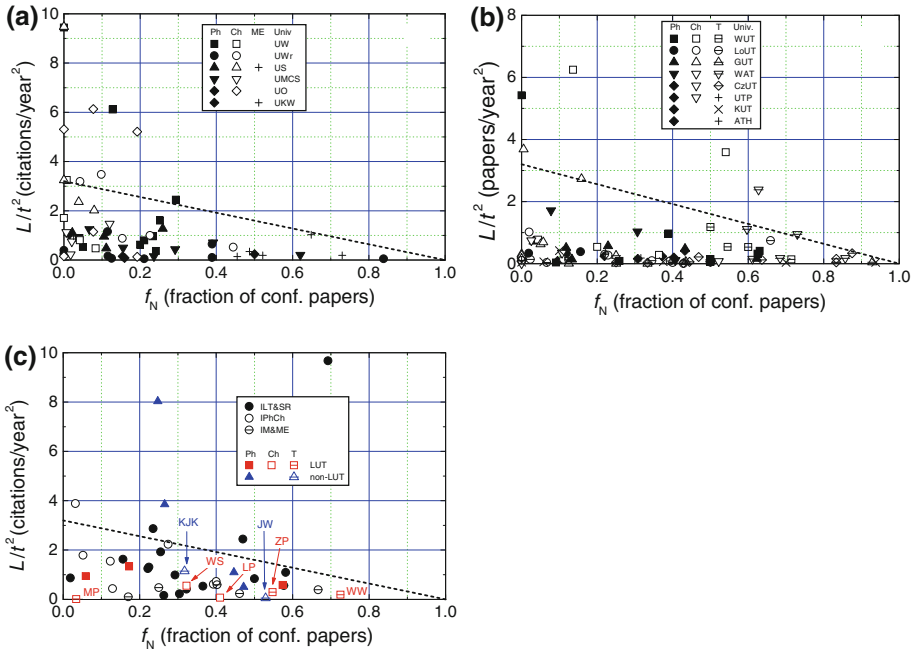 (a)
10
8
6
4
2
0
0.0 0.2 0.4 0.6 0.8 1.0
L/t² (citations/year²)
f_N (fraction of conf. papers)
Ph Ch ME Univ
UW
UWr
US
UMCS
UO
UKW
(b)
8
6
4
2
0
0.0 0.2 0.4 0.6 0.8 1.0
L/t² (papers/year²)
f_N (fraction of conf. papers)
Ph Ch T Univ.
WUT
LoUT
GUT
WAT
CzUT
UTP
KUT
ATH
(c)
10
8
6
4
2
0
0.0 0.2 0.4 0.6 0.8 1.0
L/t² (citations/year²)
f_N (fraction of conf. papers)
ILT&SR
IPhCh
IM&ME
Ph Ch T
LUT
non-LUT
KJK
JW
ZP
WS
LP
MP
WW